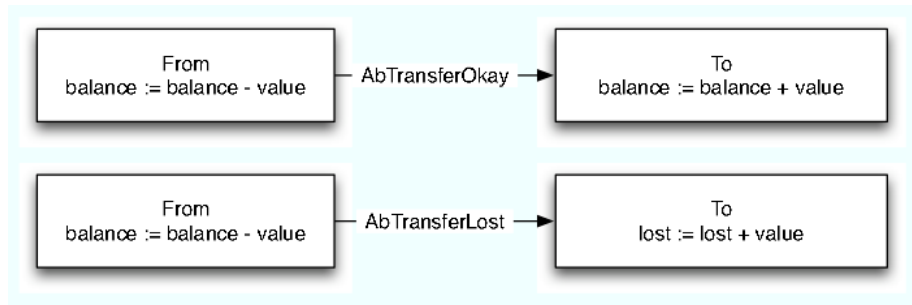 From
balance := balance - value
AbTransferOkay
To
balance := balance + value
From
balance := balance - value
AbTransferLost
To
lost := lost + value